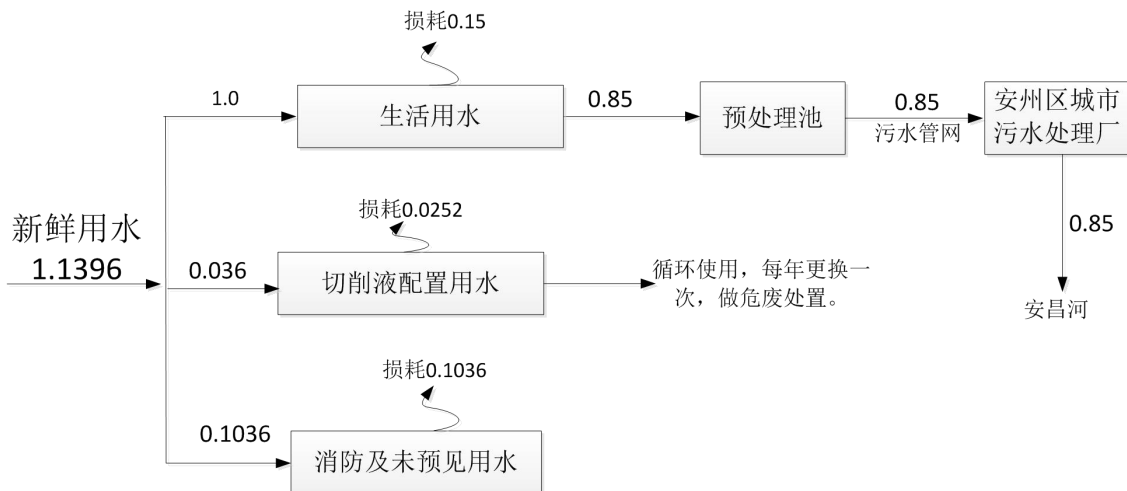 损耗0.15
1.0
生活用水
0.85
预处理池
0.85
污水管网
安州区城市
污水处理厂
0.85
安昌河
新鲜用水
1.1396
损耗0.0252
0.036
切削液配置用水
循环使用，每年更换一
次，做危废处置。
损耗0.1036
0.1036
消防及未预见用水